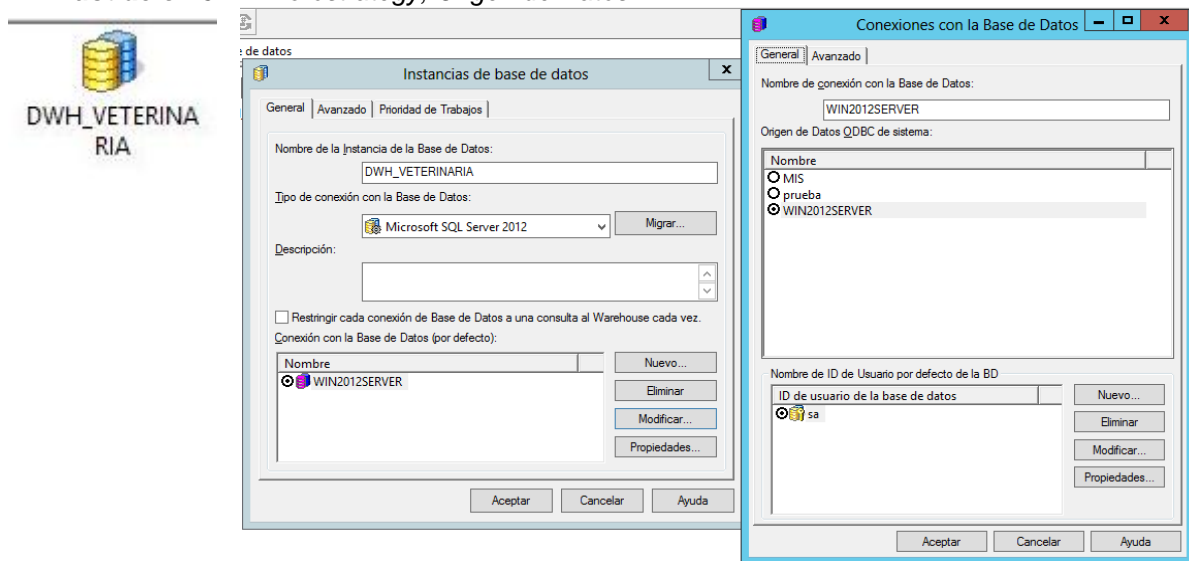 DWH_VETERINA
RIA
de datos
Instancias de base de datos
General
Avanzado
Prioridad de Trabajos
Nombre de la Instancia de la Base de Datos:
DWH_VETERINARIA
Tipo de conexión con la Base de Datos:
Microsoft SQL Server 2012
Migrar...
Descripción:
Restringir cada conexión de Base de Datos a una consulta al Warehouse cada vez.
Conexión con la Base de Datos (por defecto):
Nombre
WIN2012SERVER
Nuevo...
Eliminar
Modificar...
Propiedades...
Aceptar
Cancelar
Ayuda
Conexiones con la Base de Datos
General
Avanzado
Nombre de conexión con la Base de Datos:
WIN2012SERVER
Origen de Datos ODBC de sistema:
Nombre
MIS
prueba
WIN2012SERVER
Nombre de ID de Usuario por defecto de la BD
ID de usuario de la base de datos
sa
Nuevo...
Eliminar
Modificar...
Propiedades...
Aceptar
Cancelar
Ayuda